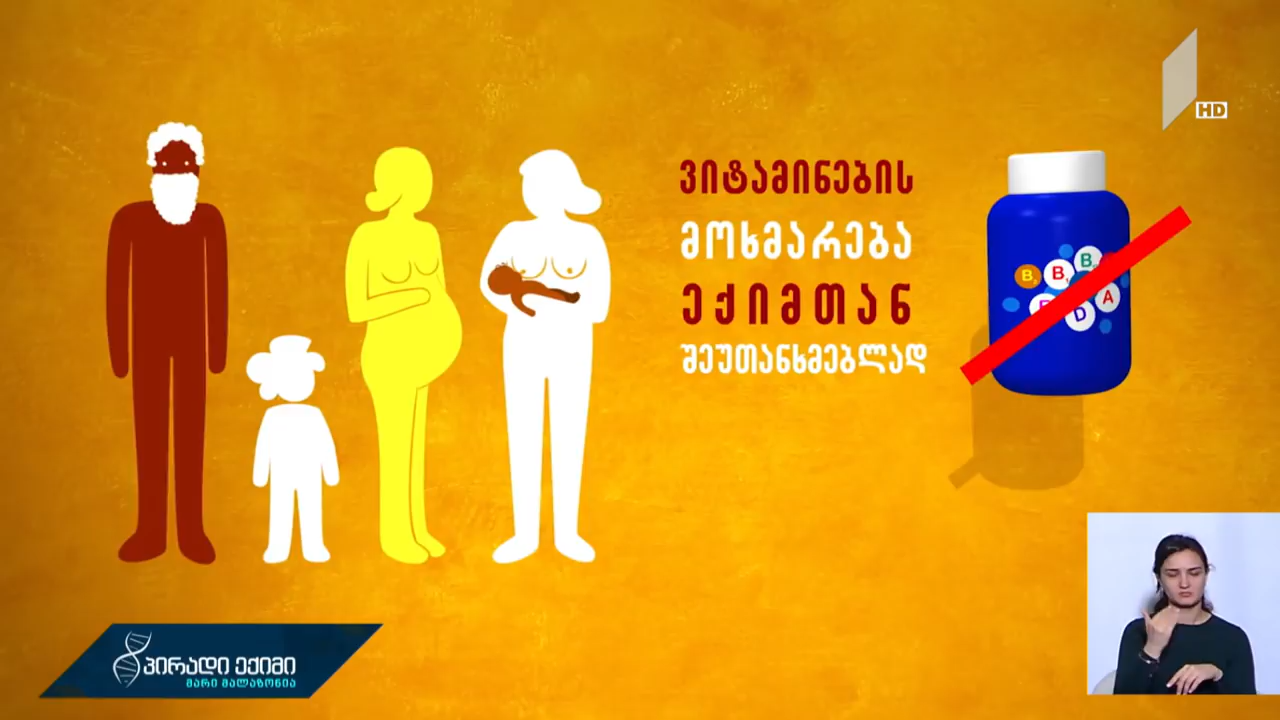 HD
ვიტამინების
მოხმარება
ექიმთან
შეუთანხმებლად
B
B
B
A
D
პირადი ექიმი
მარი მალაზონია